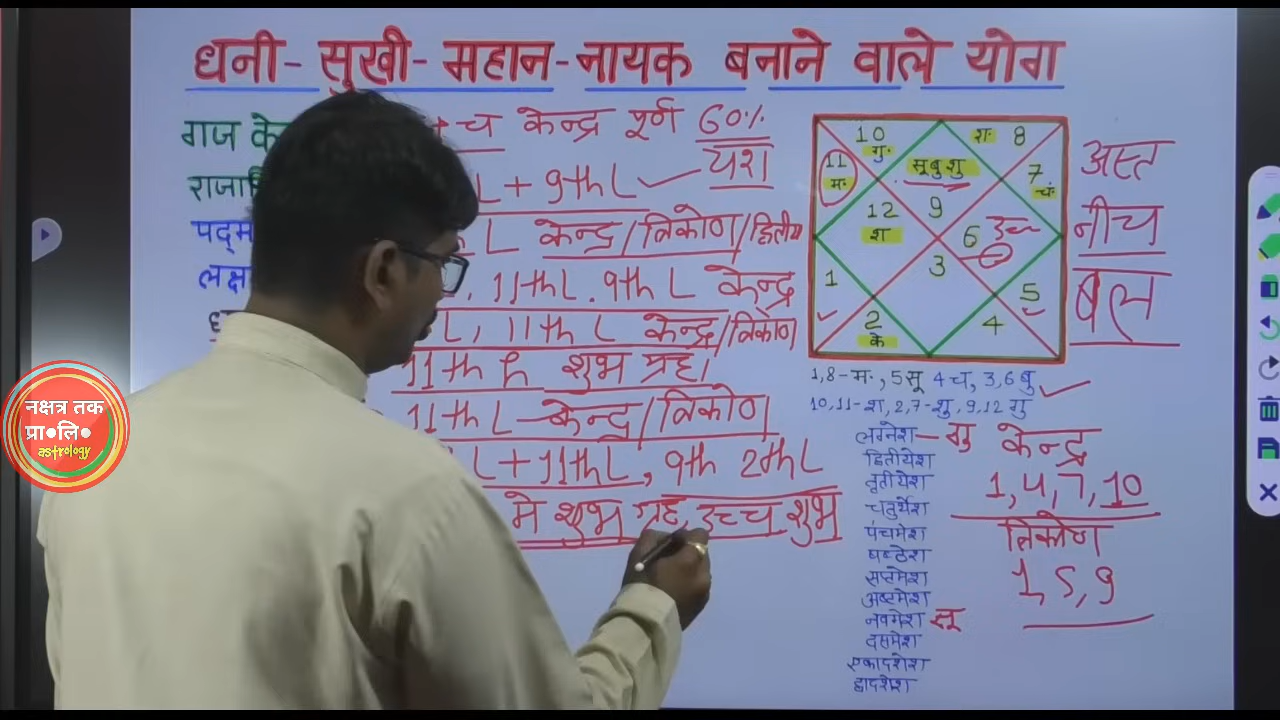 धनी - सुखी - महान - नायक बनाने वाले योग
गज के + च केन्द्र पूर्ण 60%
यश
L + 9th L ✓
पद्म L केन्द्र/त्रिकोण/द्वितीय
लक्ष , 11th L . 9th L केन्द्र
L, 11th L केन्द्र/त्रिकोण
11th h शुभ ग्रह।
11th L - केन्द्र/त्रिकोण
L + 11th L, 9th 2th L
मे शुभ ग्रह, उच्च शुभ
10 गु॰
श॰ 8
11 म॰
सू बु शु
7 चं॰
12 श
9
6 उच्च
1
3
5
2 के
4
अस्त
नीच
बल
1,8 - म॰, 5 सू 4 च, 3,6 बु ✓
10,11 - श, 2,7 - शु, 9,12 गु
लग्नेश - गु
द्वितीयेश
तृतीयेश
चतुर्थेश
पंचमेश
षष्ठेश
सप्तमेश
अष्टमेश
नवमेश सू
दसमेश
एकादशेश
द्वादशेश
केन्द्र
1, 4, 7, 10
त्रिकोण
1, 5, 9
नक्षत्र तक
प्रा●लि●
astrology